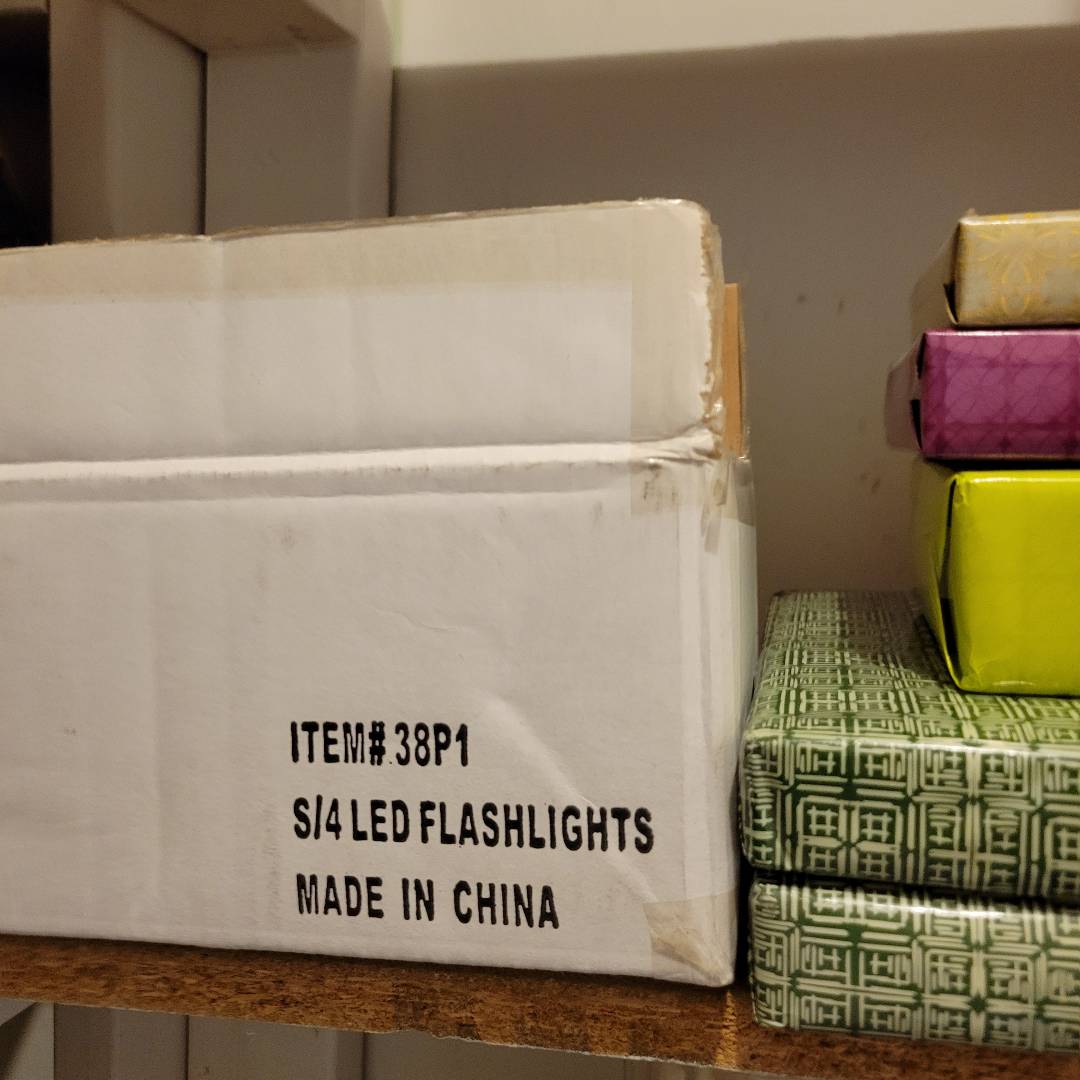 ITEM# 38P1
S/4 LED FLASHLIGHTS
MADE IN CHINA